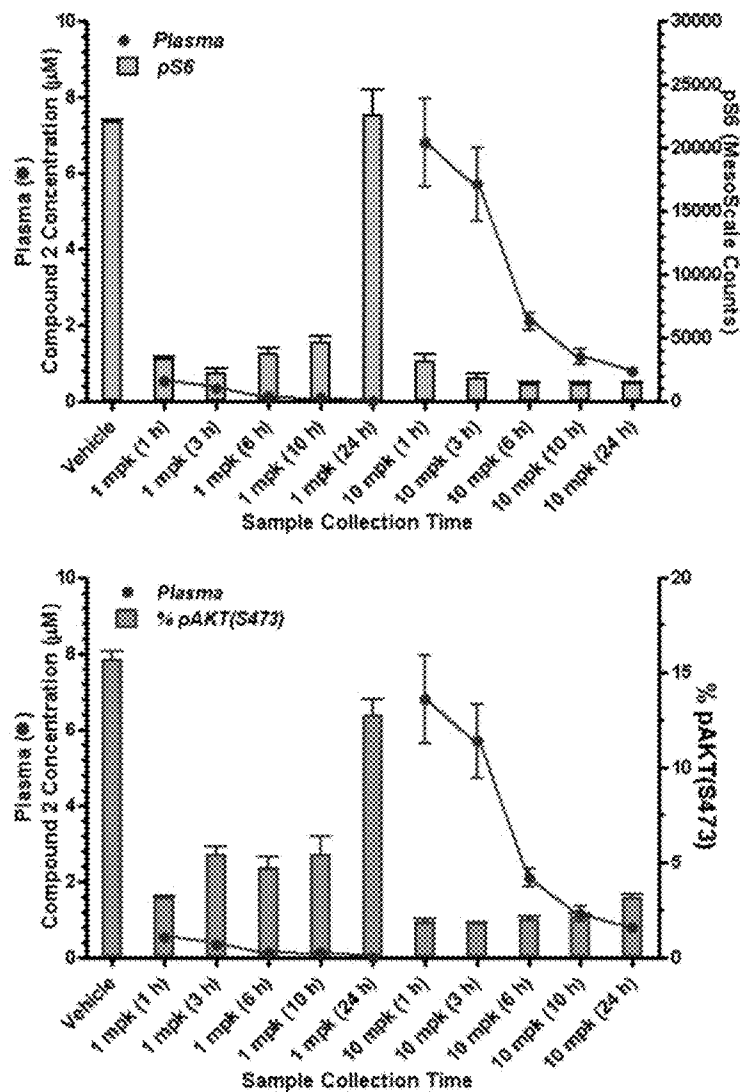 Plasma
pS6
Plasma (●)
Compound 2 Concentration (µM)
10
8
6
4
2
0
30000
25000
20000
15000
10000
5000
0
pS6 (MesoScale Counts)
Vehicle
1 mpk (1 h)
1 mpk (3 h)
1 mpk (6 h)
1 mpk (10 h)
1 mpk (24 h)
10 mpk (1 h)
10 mpk (3 h)
10 mpk (6 h)
10 mpk (10 h)
10 mpk (24 h)
Sample Collection Time
Plasma
% pAKT(S473)
Plasma (●)
Compound 2 Concentration (µM)
10
8
6
4
2
0
20
15
10
5
0
% pAKT(S473)
Vehicle
1 mpk (1 h)
1 mpk (3 h)
1 mpk (6 h)
1 mpk (10 h)
1 mpk (24 h)
10 mpk (1 h)
10 mpk (3 h)
10 mpk (6 h)
10 mpk (10 h)
10 mpk (24 h)
Sample Collection Time